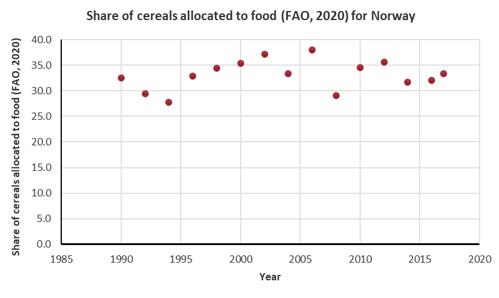 Share of cereals allocated to food (FAO, 2020) for Norway
Share of cereals allocated to food (FAO, 2020)
40.0
35.0
30.0
25.0
20.0
15.0
10.0
5.0
0.0
1985 1990 1995 2000 2005 2010 2015 2020
Year